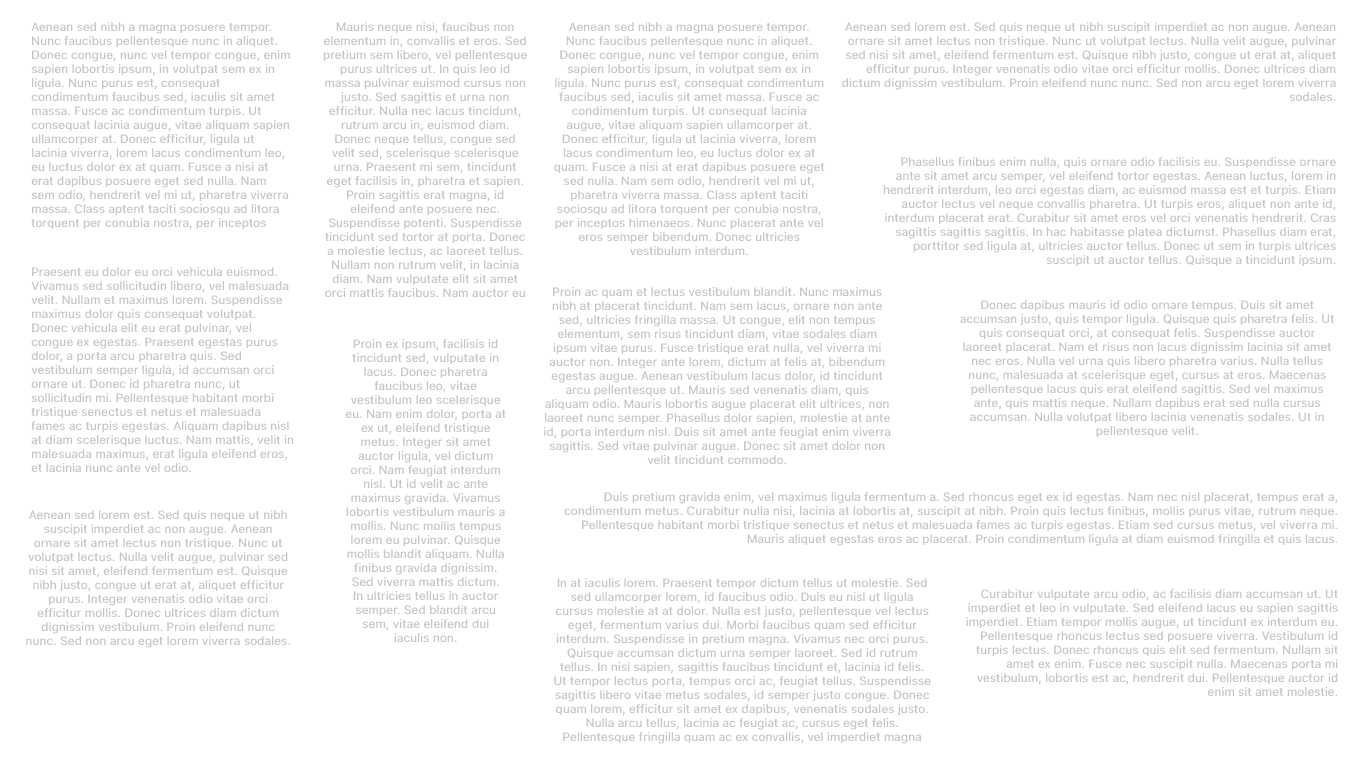 Aenean sed nibh a magna posuere tempor.
Nunc faucibus pellentesque nunc in aliquet.
Donec congue, nunc vel tempor congue, enim
sapien lobortis ipsum, in volutpat sem ex in
ligula. Nunc purus est, consequat
condimentum faucibus sed, iaculis sit amet
massa. Fusce ac condimentum turpis. Ut
consequat lacinia augue, vitae aliquam sapien
ullamcorper at. Donec efficitur, ligula ut
lacinia viverra, lorem lacus condimentum leo,
eu luctus dolor ex at quam. Fusce a nisi at
erat dapibus posuere eget sed nulla. Nam
sem odio, hendrerit vel mi ut, pharetra viverra
massa. Class aptent taciti sociosqu ad litora
torquent per conubia nostra, per inceptos
Praesent eu dolor eu orci vehicula euismod.
Vivamus sed sollicitudin libero, vel malesuada
velit. Nullam et maximus lorem. Suspendisse
maximus dolor quis consequat volutpat.
Donec vehicula elit eu erat pulvinar, vel
congue ex egestas. Praesent egestas purus
dolor, a porta arcu pharetra quis. Sed
vestibulum semper ligula, id accumsan orci
ornare ut. Donec id pharetra nunc, ut
sollicitudin mi. Pellentesque habitant morbi
tristique senectus et netus et malesuada
fames ac turpis egestas. Aliquam dapibus nisl
at diam scelerisque luctus. Nam mattis, velit in
malesuada maximus, erat ligula eleifend eros,
et lacinia nunc ante vel odio.
Aenean sed lorem est. Sed quis neque ut nibh
suscipit imperdiet ac non augue. Aenean
ornare sit amet lectus non tristique. Nunc ut
volutpat lectus. Nulla velit augue, pulvinar sed
nisi sit amet, eleifend fermentum est. Quisque
nibh justo, congue ut erat at, aliquet efficitur
purus. Integer venenatis odio vitae orci
efficitur mollis. Donec ultrices diam dictum
dignissim vestibulum. Proin eleifend nunc
nunc. Sed non arcu eget lorem viverra sodales.
Mauris neque nisi, faucibus non
elementum in, convallis et eros. Sed
pretium sem libero, vel pellentesque
purus ultrices ut. In quis leo id
massa pulvinar euismod cursus non
justo. Sed sagittis et urna non
efficitur. Nulla nec lacus tincidunt,
rutrum arcu in, euismod diam.
Donec neque tellus, congue sed
velit sed, scelerisque scelerisque
urna. Praesent mi sem, tincidunt
eget facilisis in, pharetra et sapien.
Proin sagittis erat magna, id
eleifend ante posuere nec.
Suspendisse potenti. Suspendisse
tincidunt sed tortor at porta. Donec
a molestie lectus, ac laoreet tellus.
Nullam non rutrum velit, in lacinia
diam. Nam vulputate elit sit amet
orci mattis faucibus. Nam auctor eu
Proin ex ipsum, facilisis id
tincidunt sed, vulputate in
lacus. Donec pharetra
faucibus leo, vitae
vestibulum leo scelerisque
eu. Nam enim dolor, porta at
ex ut, eleifend tristique
metus. Integer sit amet
auctor ligula, vel dictum
orci. Nam feugiat interdum
nisl. Ut id velit ac ante
maximus gravida. Vivamus
lobortis vestibulum mauris a
mollis. Nunc mollis tempus
lorem eu pulvinar. Quisque
mollis blandit aliquam. Nulla
finibus gravida dignissim.
Sed viverra mattis dictum.
In ultricies tellus in auctor
semper. Sed blandit arcu
sem, vitae eleifend dui
iaculis non.
Aenean sed nibh a magna posuere tempor.
Nunc faucibus pellentesque nunc in aliquet.
Donec congue, nunc vel tempor congue, enim
sapien lobortis ipsum, in volutpat sem ex in
ligula. Nunc purus est, consequat condimentum
faucibus sed, iaculis sit amet massa. Fusce ac
condimentum turpis. Ut consequat lacinia
augue, vitae aliquam sapien ullamcorper at.
Donec efficitur, ligula ut lacinia viverra, lorem
lacus condimentum leo, eu luctus dolor ex at
quam. Fusce a nisi at erat dapibus posuere eget
sed nulla. Nam sem odio, hendrerit vel mi ut,
pharetra viverra massa. Class aptent taciti
sociosqu ad litora torquent per conubia nostra,
per inceptos himenaeos. Nunc placerat ante vel
eros semper bibendum. Donec ultricies
vestibulum interdum.
Proin ac quam et lectus vestibulum blandit. Nunc maximus
nibh at placerat tincidunt. Nam sem lacus, ornare non ante
sed, ultricies fringilla massa. Ut congue, elit non tempus
elementum, sem risus tincidunt diam, vitae sodales diam
ipsum vitae purus. Fusce tristique erat nulla, vel viverra mi
auctor non. Integer ante lorem, dictum at felis at, bibendum
egestas augue. Aenean vestibulum lacus dolor, id tincidunt
arcu pellentesque ut. Mauris sed venenatis diam, quis
aliquam odio. Mauris lobortis augue placerat elit ultrices, non
laoreet nunc semper. Phasellus dolor sapien, molestie at ante
id, porta interdum nisl. Duis sit amet ante feugiat enim viverra
sagittis. Sed vitae pulvinar augue. Donec sit amet dolor non
velit tincidunt commodo.
Aenean sed lorem est. Sed quis neque ut nibh suscipit imperdiet ac non augue. Aenean
ornare sit amet lectus non tristique. Nunc ut volutpat lectus. Nulla velit augue, pulvinar
sed nisi sit amet, eleifend fermentum est. Quisque nibh justo, congue ut erat at, aliquet
efficitur purus. Integer venenatis odio vitae orci efficitur mollis. Donec ultrices diam
dictum dignissim vestibulum. Proin eleifend nunc nunc. Sed non arcu eget lorem viverra
sodales.
Phasellus finibus enim nulla, quis ornare odio facilisis eu. Suspendisse ornare
ante sit amet arcu semper, vel eleifend tortor egestas. Aenean luctus, lorem in
hendrerit interdum, leo orci egestas diam, ac euismod massa est et turpis. Etiam
auctor lectus vel neque convallis pharetra. Ut turpis eros, aliquet non ante id,
interdum placerat erat. Curabitur sit amet eros vel orci venenatis hendrerit. Cras
sagittis sagittis sagittis. In hac habitasse platea dictumst. Phasellus diam erat,
porttitor sed ligula at, ultricies auctor tellus. Donec ut sem in turpis ultrices
suscipit ut auctor tellus. Quisque a tincidunt ipsum.
Donec dapibus mauris id odio ornare tempus. Duis sit amet
accumsan justo, quis tempor ligula. Quisque quis pharetra felis. Ut
quis consequat orci, at consequat felis. Suspendisse auctor
laoreet placerat. Nam et risus non lacus dignissim lacinia sit amet
nec eros. Nulla vel urna quis libero pharetra varius. Nulla tellus
nunc, malesuada at scelerisque eget, cursus at eros. Maecenas
pellentesque lacus quis erat eleifend sagittis. Sed vel maximus
ante, quis mattis neque. Nullam dapibus erat sed nulla cursus
accumsan. Nulla volutpat libero lacinia venenatis sodales. Ut in
pellentesque velit.
Duis pretium gravida enim, vel maximus ligula fermentum a. Sed rhoncus eget ex id egestas. Nam nec nisl placerat, tempus erat a,
condimentum metus. Curabitur nulla nisi, lacinia at lobortis at, suscipit at nibh. Proin quis lectus finibus, mollis purus vitae, rutrum neque.
Pellentesque habitant morbi tristique senectus et netus et malesuada fames ac turpis egestas. Etiam sed cursus metus, vel viverra mi.
Mauris aliquet egestas eros ac placerat. Proin condimentum ligula at diam euismod fringilla et quis lacus.
In at iaculis lorem. Praesent tempor dictum tellus ut molestie. Sed
sed ullamcorper lorem, id faucibus odio. Duis eu nisl ut ligula
cursus molestie at at dolor. Nulla est justo, pellentesque vel lectus
eget, fermentum varius dui. Morbi faucibus quam sed efficitur
interdum. Suspendisse in pretium magna. Vivamus nec orci purus.
Quisque accumsan dictum urna semper laoreet. Sed id rutrum
tellus. In nisi sapien, sagittis faucibus tincidunt et, lacinia id felis.
Ut tempor lectus porta, tempus orci ac, feugiat tellus. Suspendisse
sagittis libero vitae metus sodales, id semper justo congue. Donec
quam lorem, efficitur sit amet ex dapibus, venenatis sodales justo.
Nulla arcu tellus, lacinia ac feugiat ac, cursus eget felis.
Pellentesque fringilla quam ac ex convallis, vel imperdiet magna
Curabitur vulputate arcu odio, ac facilisis diam accumsan ut. Ut
imperdiet et leo in vulputate. Sed eleifend lacus eu sapien sagittis
imperdiet. Etiam tempor mollis augue, ut tincidunt ex interdum eu.
Pellentesque rhoncus lectus sed posuere viverra. Vestibulum id
turpis lectus. Donec rhoncus quis elit sed fermentum. Nullam sit
amet ex enim. Fusce nec suscipit nulla. Maecenas porta mi
vestibulum, lobortis est ac, hendrerit dui. Pellentesque auctor id
enim sit amet molestie.